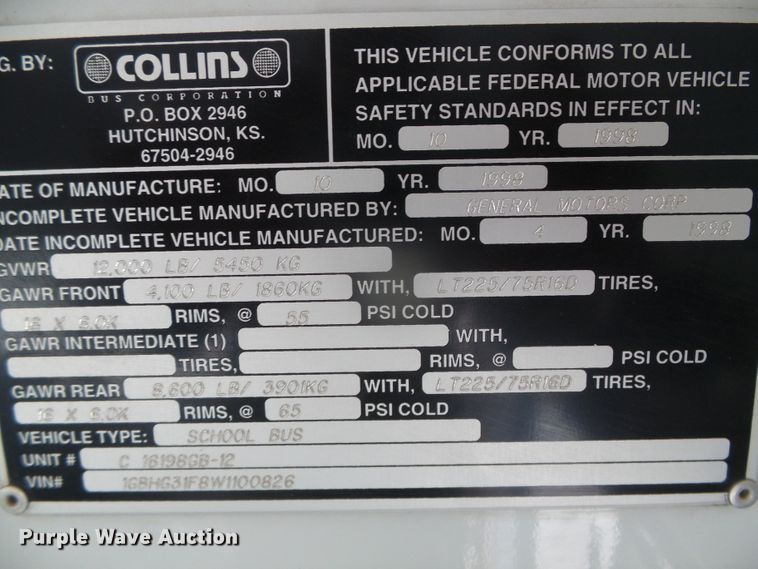 G. BY: COLLINS
BUS CORPORATION
P.O. BOX 2946
HUTCHINSON, KS.
67504-2946
THIS VEHICLE CONFORMS TO ALL
APPLICABLE FEDERAL MOTOR VEHICLE
SAFETY STANDARDS IN EFFECT IN:
MO. 10 YR. 1998
ATE OF MANUFACTURE: MO. 10 YR. 1998
INCOMPLETE VEHICLE MANUFACTURED BY: GENERAL MOTORS CORP
DATE INCOMPLETE VEHICLE MANUFACTURED: MO. 4 YR. 1998
GVWR 12,000 LB/ 5450 KG
GAWR FRONT 4,100 LB/ 1860KG WITH, LT225/75R16D TIRES,
16 X 6.0K RIMS, @ 55 PSI COLD
GAWR INTERMEDIATE (1) WITH,
TIRES, RIMS, @ PSI COLD
GAWR REAR 8,600 LB/ 3901KG WITH, LT225/75R16D TIRES,
16 X 6.0K RIMS, @ 65 PSI COLD
VEHICLE TYPE: SCHOOL BUS
UNIT # C 16198GB-12
VIN# 1GBHG31F8W1100826
Purple Wave Auction